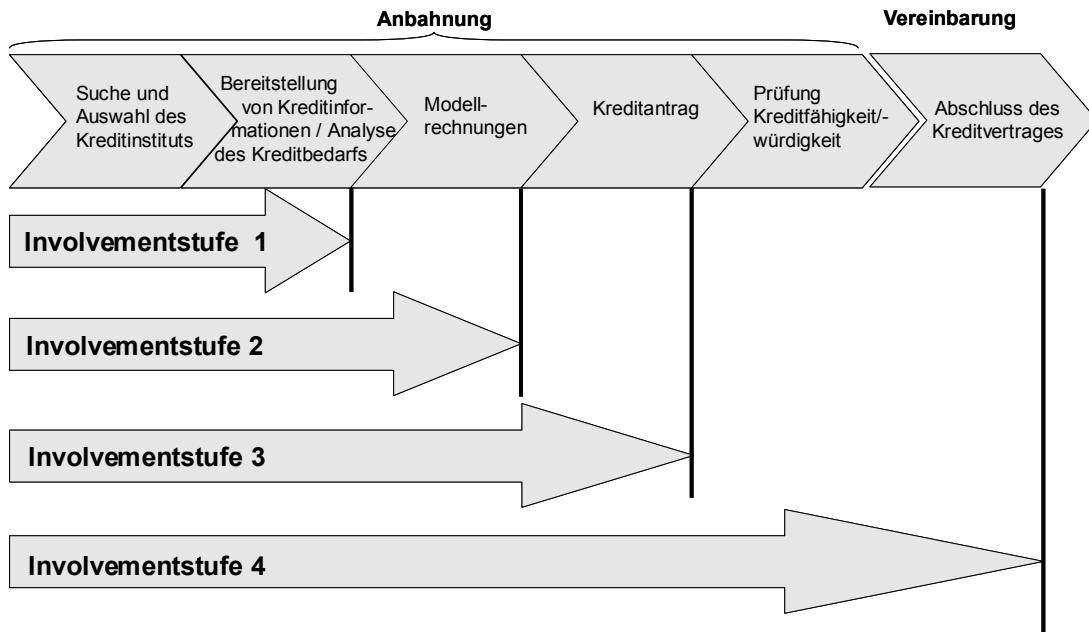 Anbahnung
Vereinbarung
Suche und
Auswahl des
Kreditinstituts
Bereitstellung
von Kreditinfor-
mationen / Analyse
des Kreditbedarfs
Modell-
rechnungen
Kreditantrag
Prüfung
Kreditfähigkeit/-
würdigkeit
Abschluss des
Kreditvertrages
Involvementstufe 1
Involvementstufe 2
Involvementstufe 3
Involvementstufe 4